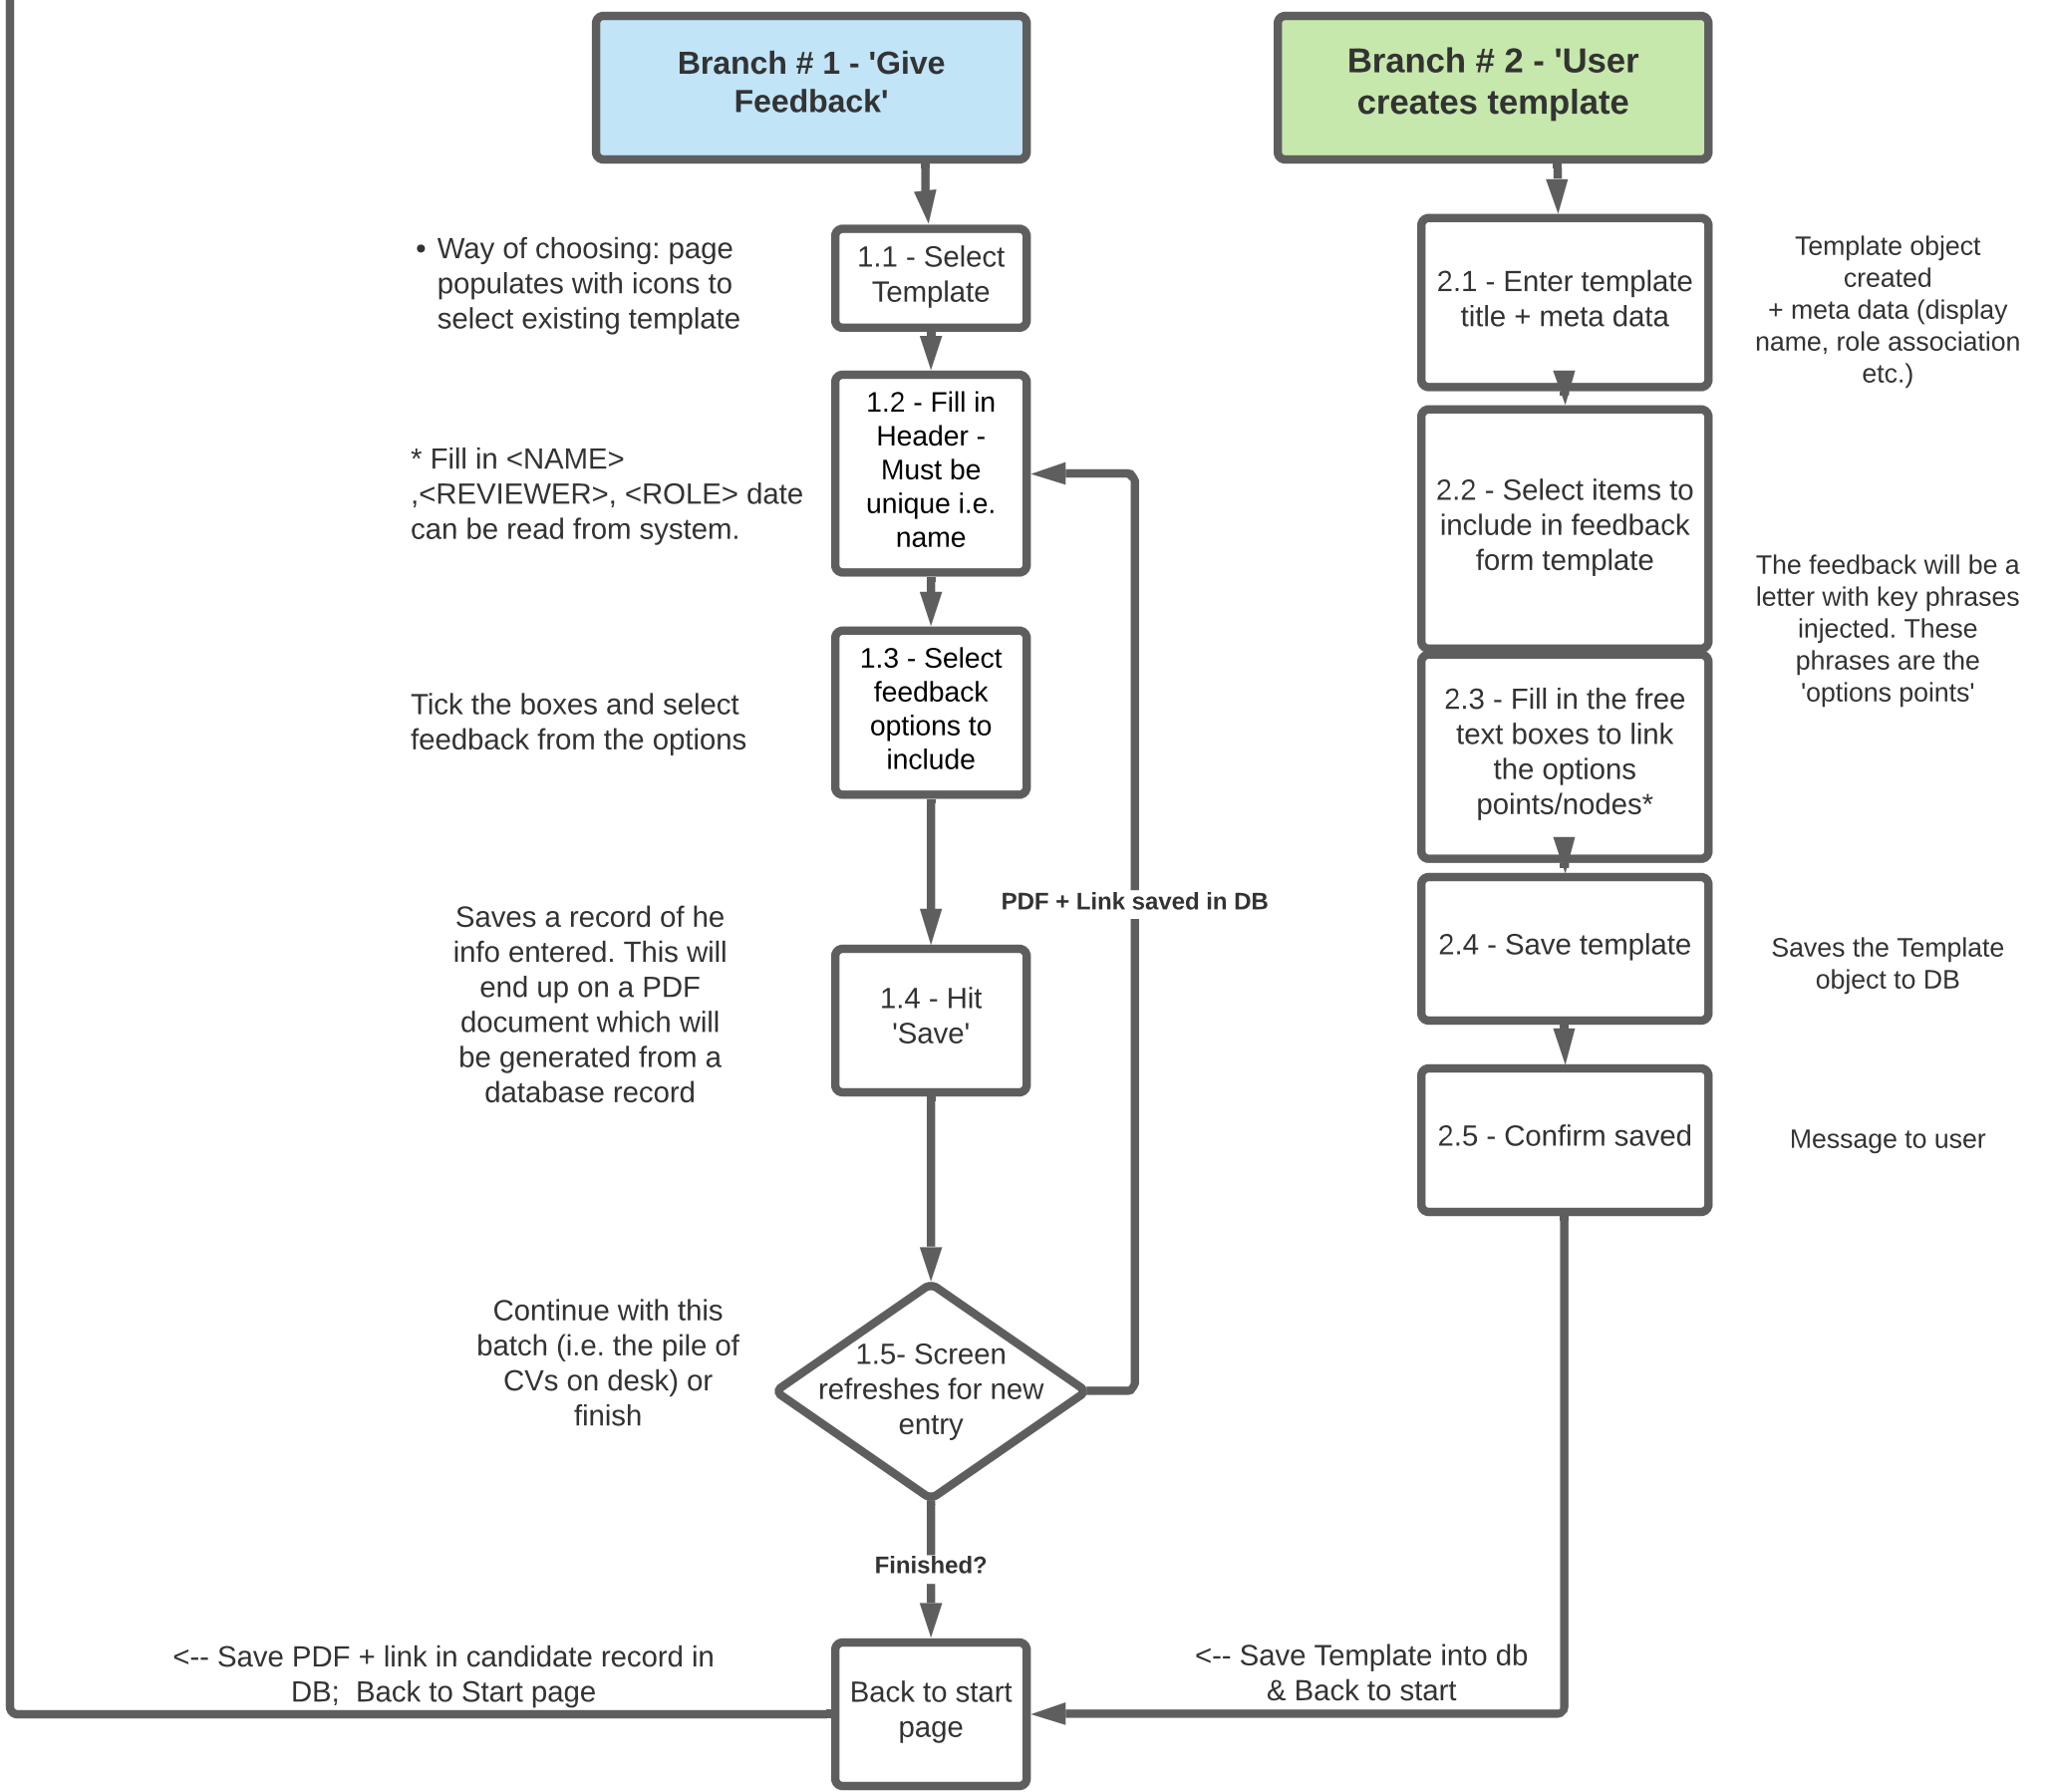 Branch # 1 - 'Give
Feedback'
Branch # 2 - 'User
creates template
• Way of choosing: page
populates with icons to
select existing template
1.1 - Select
Template
2.1 - Enter template
title + meta data
Template object
created
+ meta data (display
name, role association
etc.)
* Fill in <NAME>
,<REVIEWER>, <ROLE> date
can be read from system.
1.2 - Fill in
Header -
Must be
unique i.e.
name
2.2 - Select items to
include in feedback
form template
The feedback will be a
letter with key phrases
injected. These
phrases are the
'options points'
Tick the boxes and select
feedback from the options
1.3 - Select
feedback
options to
include
2.3 - Fill in the free
text boxes to link
the options
points/nodes*
Saves a record of he
info entered. This will
end up on a PDF
document which will
be generated from a
database record
1.4 - Hit
'Save'
PDF + Link saved in DB
2.4 - Save template
Saves the Template
object to DB
2.5 - Confirm saved
Message to user
Continue with this
batch (i.e. the pile of
CVs on desk) or
finish
1.5- Screen
refreshes for new
entry
Finished?
<-- Save PDF + link in candidate record in
DB;  Back to Start page
Back to start
page
<-- Save Template into db
& Back to start